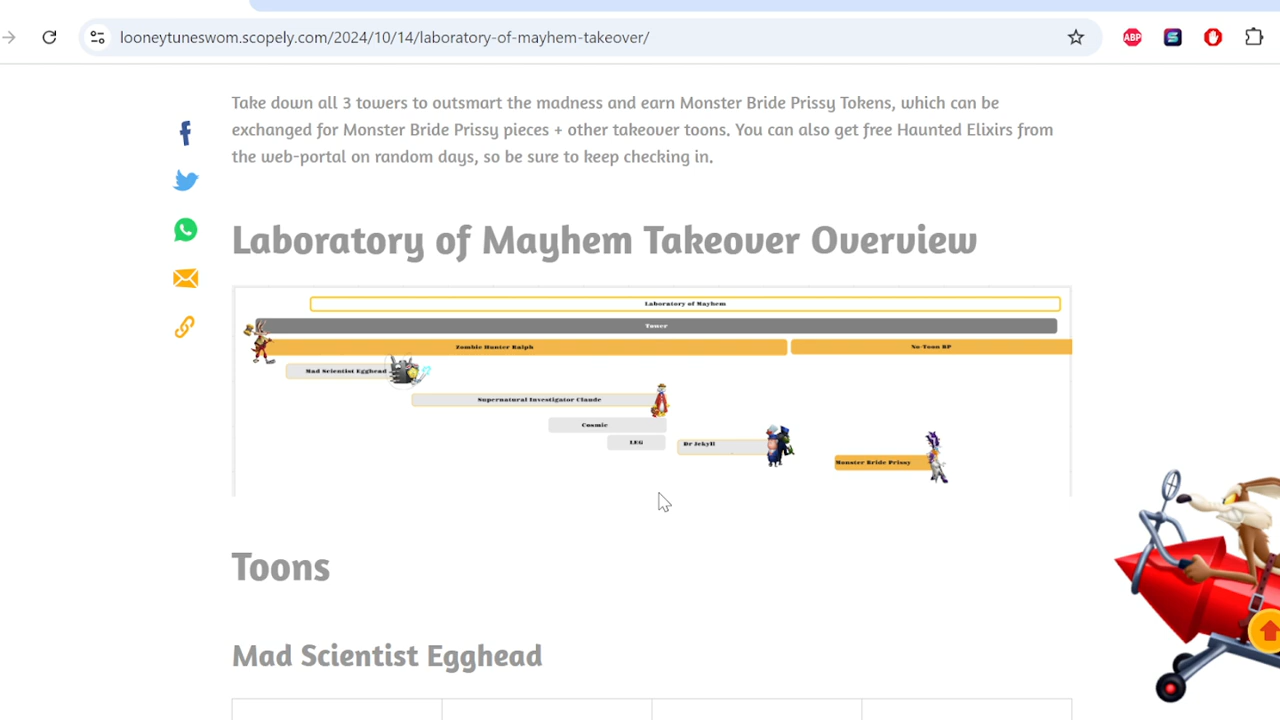 looneytuneswom.scopely.com/2024/10/14/laboratory-of-mayhem-takeover/
ABP
Take down all 3 towers to outsmart the madness and earn Monster Bride Prissy Tokens, which can be
exchanged for Monster Bride Prissy pieces + other takeover toons. You can also get free Haunted Elixirs from
the web-portal on random days, so be sure to keep checking in.
Laboratory of Mayhem Takeover Overview
Laboratory of Mayhem
Tower
Zombie Hunter Ralph
No-Toon RP
Mad Scientist Egghead
Supernatural Investigator Claude
Cosmic
LEG
Dr Jekyll
Monster Bride Prissy
Toons
Mad Scientist Egghead